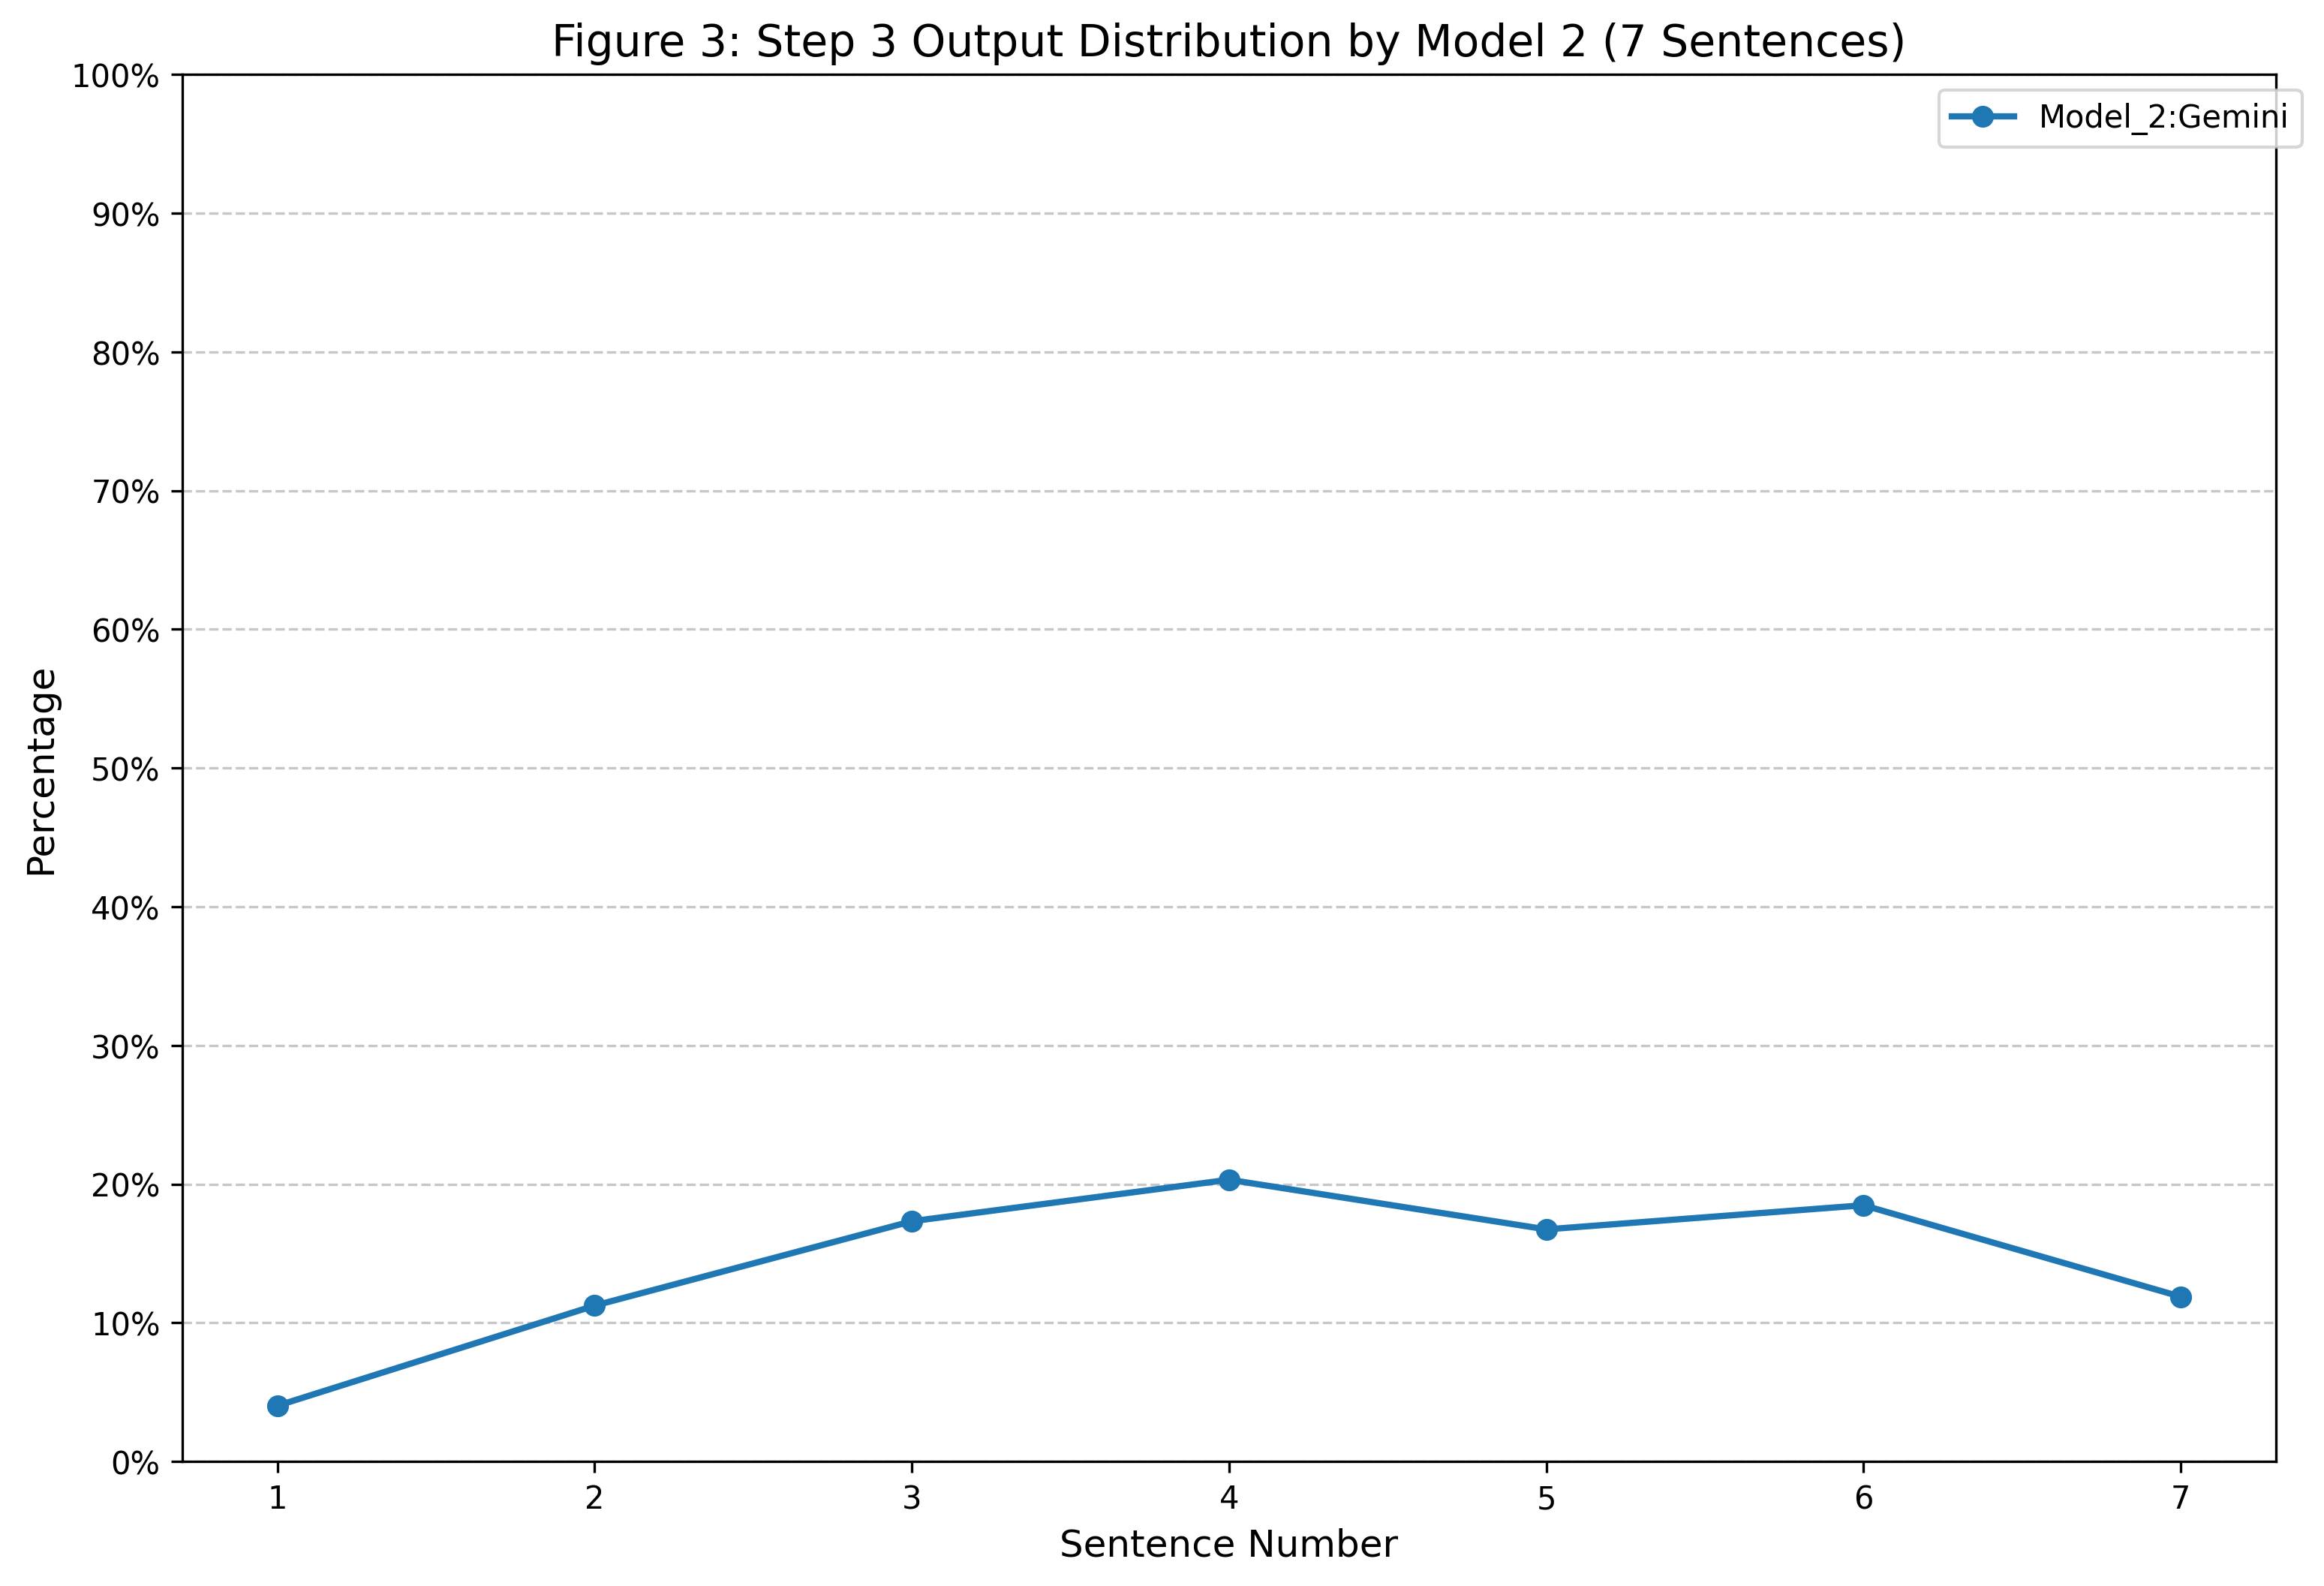 Figure 3: Step 3 Output Distribution by Model 2 (7 Sentences)
Model_2:Gemini
Percentage
100%
90%
80%
70%
60%
50%
40%
30%
20%
10%
0%
1 2 3 4 5 6 7
Sentence Number